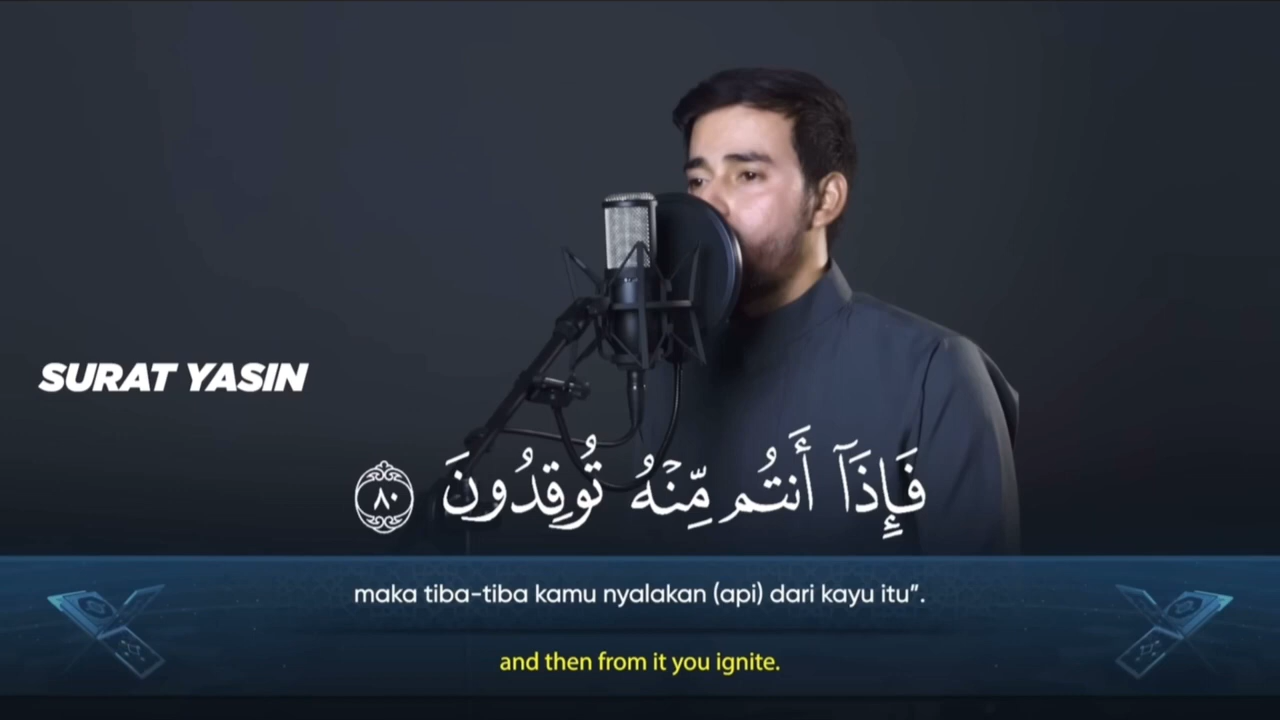 SURAT YASIN
فَإِذَآ أَنتُم مِّنْهُ تُوقِدُونَ ٨٠
maka tiba-tiba kamu nyalakan (api) dari kayu itu”.
and then from it you ignite.